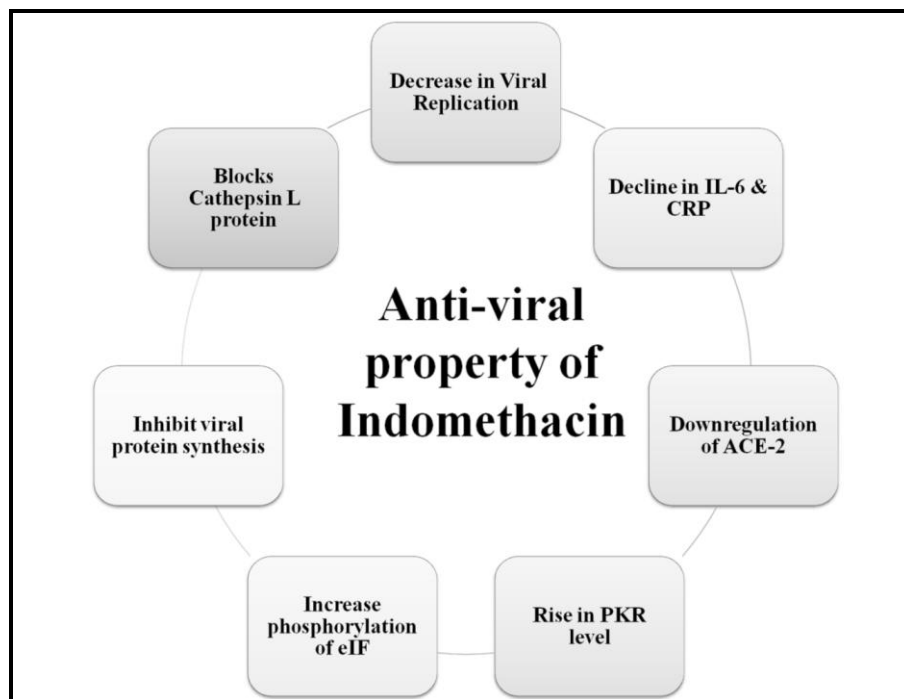 Decrease in Viral
Replication
Decline in IL-6 &
CRP
Downregulation
of ACE-2
Rise in PKR
level
Increase
phosphorylation
of eIF
Inhibit viral
protein synthesis
Blocks
Cathepsin L
protein
Anti-viral
property of
Indomethacin